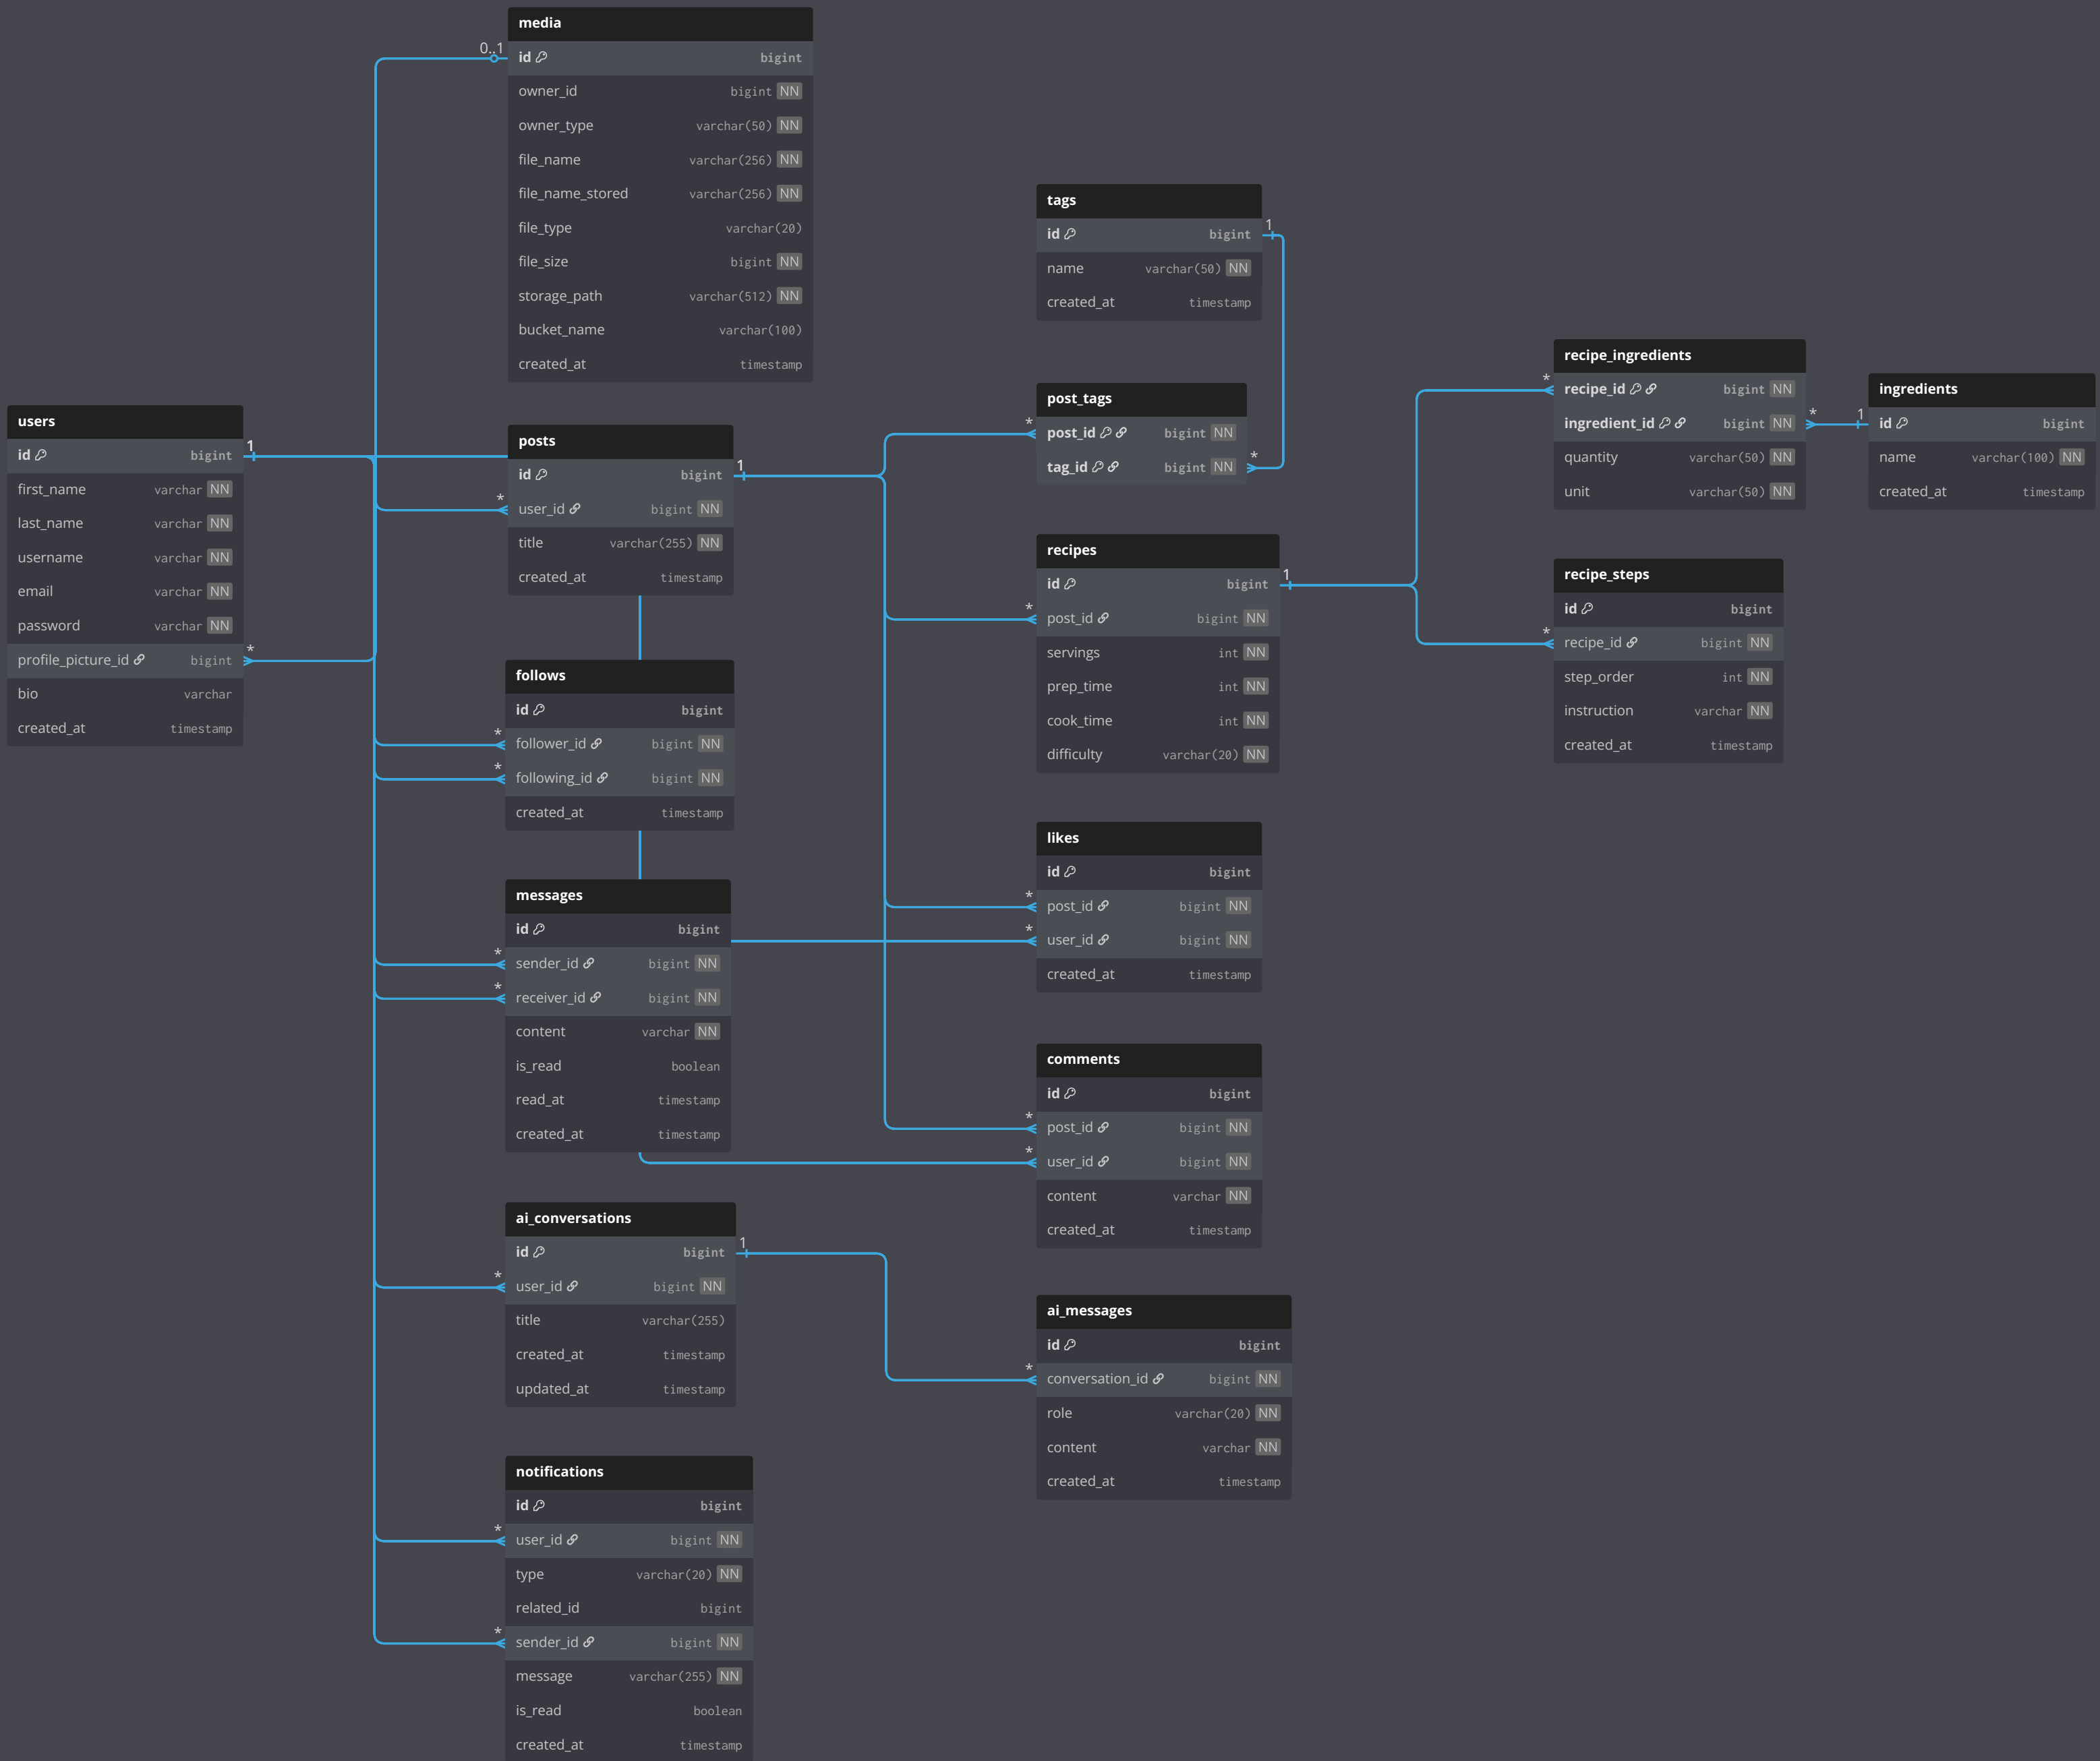 media
0..1
id bigint
owner_id bigint NN
owner_type varchar(50) NN
file_name varchar(256) NN
file_name_stored varchar(256) NN
file_type varchar(20)
file_size bigint NN
storage_path varchar(512) NN
bucket_name varchar(100)
created_at timestamp
users
id bigint 1
first_name varchar NN
last_name varchar NN
username varchar NN
email varchar NN
password varchar NN
profile_picture_id bigint *
bio varchar
created_at timestamp
posts
id bigint 1
* user_id bigint NN
title varchar(255) NN
created_at timestamp
follows
id bigint
* follower_id bigint NN
* following_id bigint NN
created_at timestamp
messages
id bigint
* sender_id bigint NN
* receiver_id bigint NN
content varchar NN
is_read boolean
read_at timestamp
created_at timestamp
ai_conversations
id bigint 1
* user_id bigint NN
title varchar(255)
created_at timestamp
updated_at timestamp
notifications
id bigint
* user_id bigint NN
type varchar(20) NN
related_id bigint
* sender_id bigint NN
message varchar(255) NN
is_read boolean
created_at timestamp
tags
id bigint 1
name varchar(50) NN
created_at timestamp
post_tags
* post_id bigint NN
tag_id bigint NN *
recipes
id bigint 1
* post_id bigint NN
servings int NN
prep_time int NN
cook_time int NN
difficulty varchar(20) NN
likes
id bigint
* post_id bigint NN
* user_id bigint NN
created_at timestamp
comments
id bigint
* post_id bigint NN
* user_id bigint NN
content varchar NN
created_at timestamp
ai_messages
id bigint
* conversation_id bigint NN
role varchar(20) NN
content varchar NN
created_at timestamp
recipe_ingredients
* recipe_id bigint NN
ingredient_id bigint NN *
quantity varchar(50) NN
unit varchar(50) NN
recipe_steps
id bigint
* recipe_id bigint NN
step_order int NN
instruction varchar NN
created_at timestamp
ingredients
1 id bigint
name varchar(100) NN
created_at timestamp